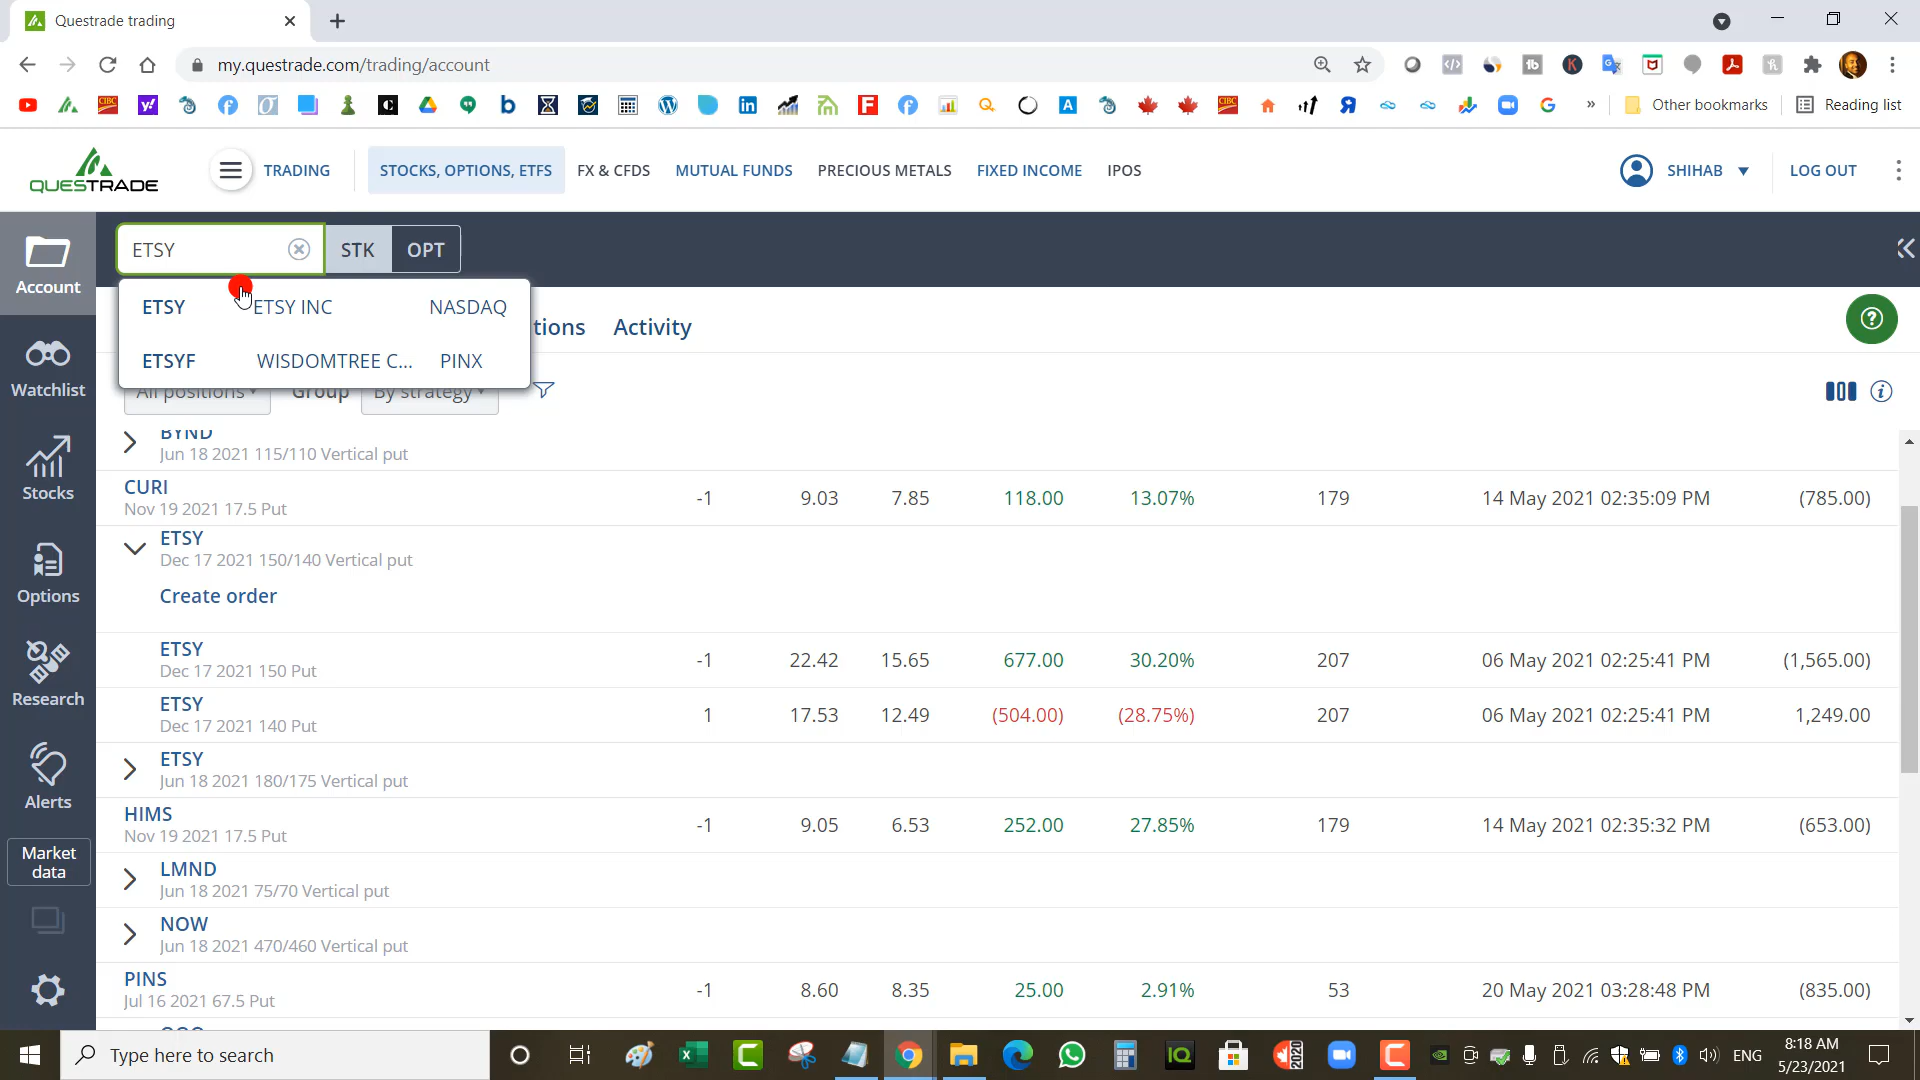 Questrade trading
my.questrade.com/trading/account
Other bookmarks
Reading list
QUESTRADE
TRADING
STOCKS, OPTIONS, ETFS
FX & CFDS
MUTUAL FUNDS
PRECIOUS METALS
FIXED INCOME
IPOS
SHIHAB
LOG OUT
ETSY
STK
OPT
ETSY ETSY INC NASDAQ
ETSYF WISDOMTREE C... PINX
tions
Activity
All positions
Group
By strategy
Account
Watchlist
Stocks
Options
Research
Alerts
Market
data
BYND
Jun 18 2021 115/110 Vertical put
CURI
Nov 19 2021 17.5 Put
-1 9.03 7.85 118.00 13.07% 179 14 May 2021 02:35:09 PM (785.00)
ETSY
Dec 17 2021 150/140 Vertical put
Create order
ETSY
Dec 17 2021 150 Put
-1 22.42 15.65 677.00 30.20% 207 06 May 2021 02:25:41 PM (1,565.00)
ETSY
Dec 17 2021 140 Put
1 17.53 12.49 (504.00) (28.75%) 207 06 May 2021 02:25:41 PM 1,249.00
ETSY
Jun 18 2021 180/175 Vertical put
HIMS
Nov 19 2021 17.5 Put
-1 9.05 6.53 252.00 27.85% 179 14 May 2021 02:35:32 PM (653.00)
LMND
Jun 18 2021 75/70 Vertical put
NOW
Jun 18 2021 470/460 Vertical put
PINS
Jul 16 2021 67.5 Put
-1 8.60 8.35 25.00 2.91% 53 20 May 2021 03:28:48 PM (835.00)
Type here to search
ENG
8:18 AM
5/23/2021